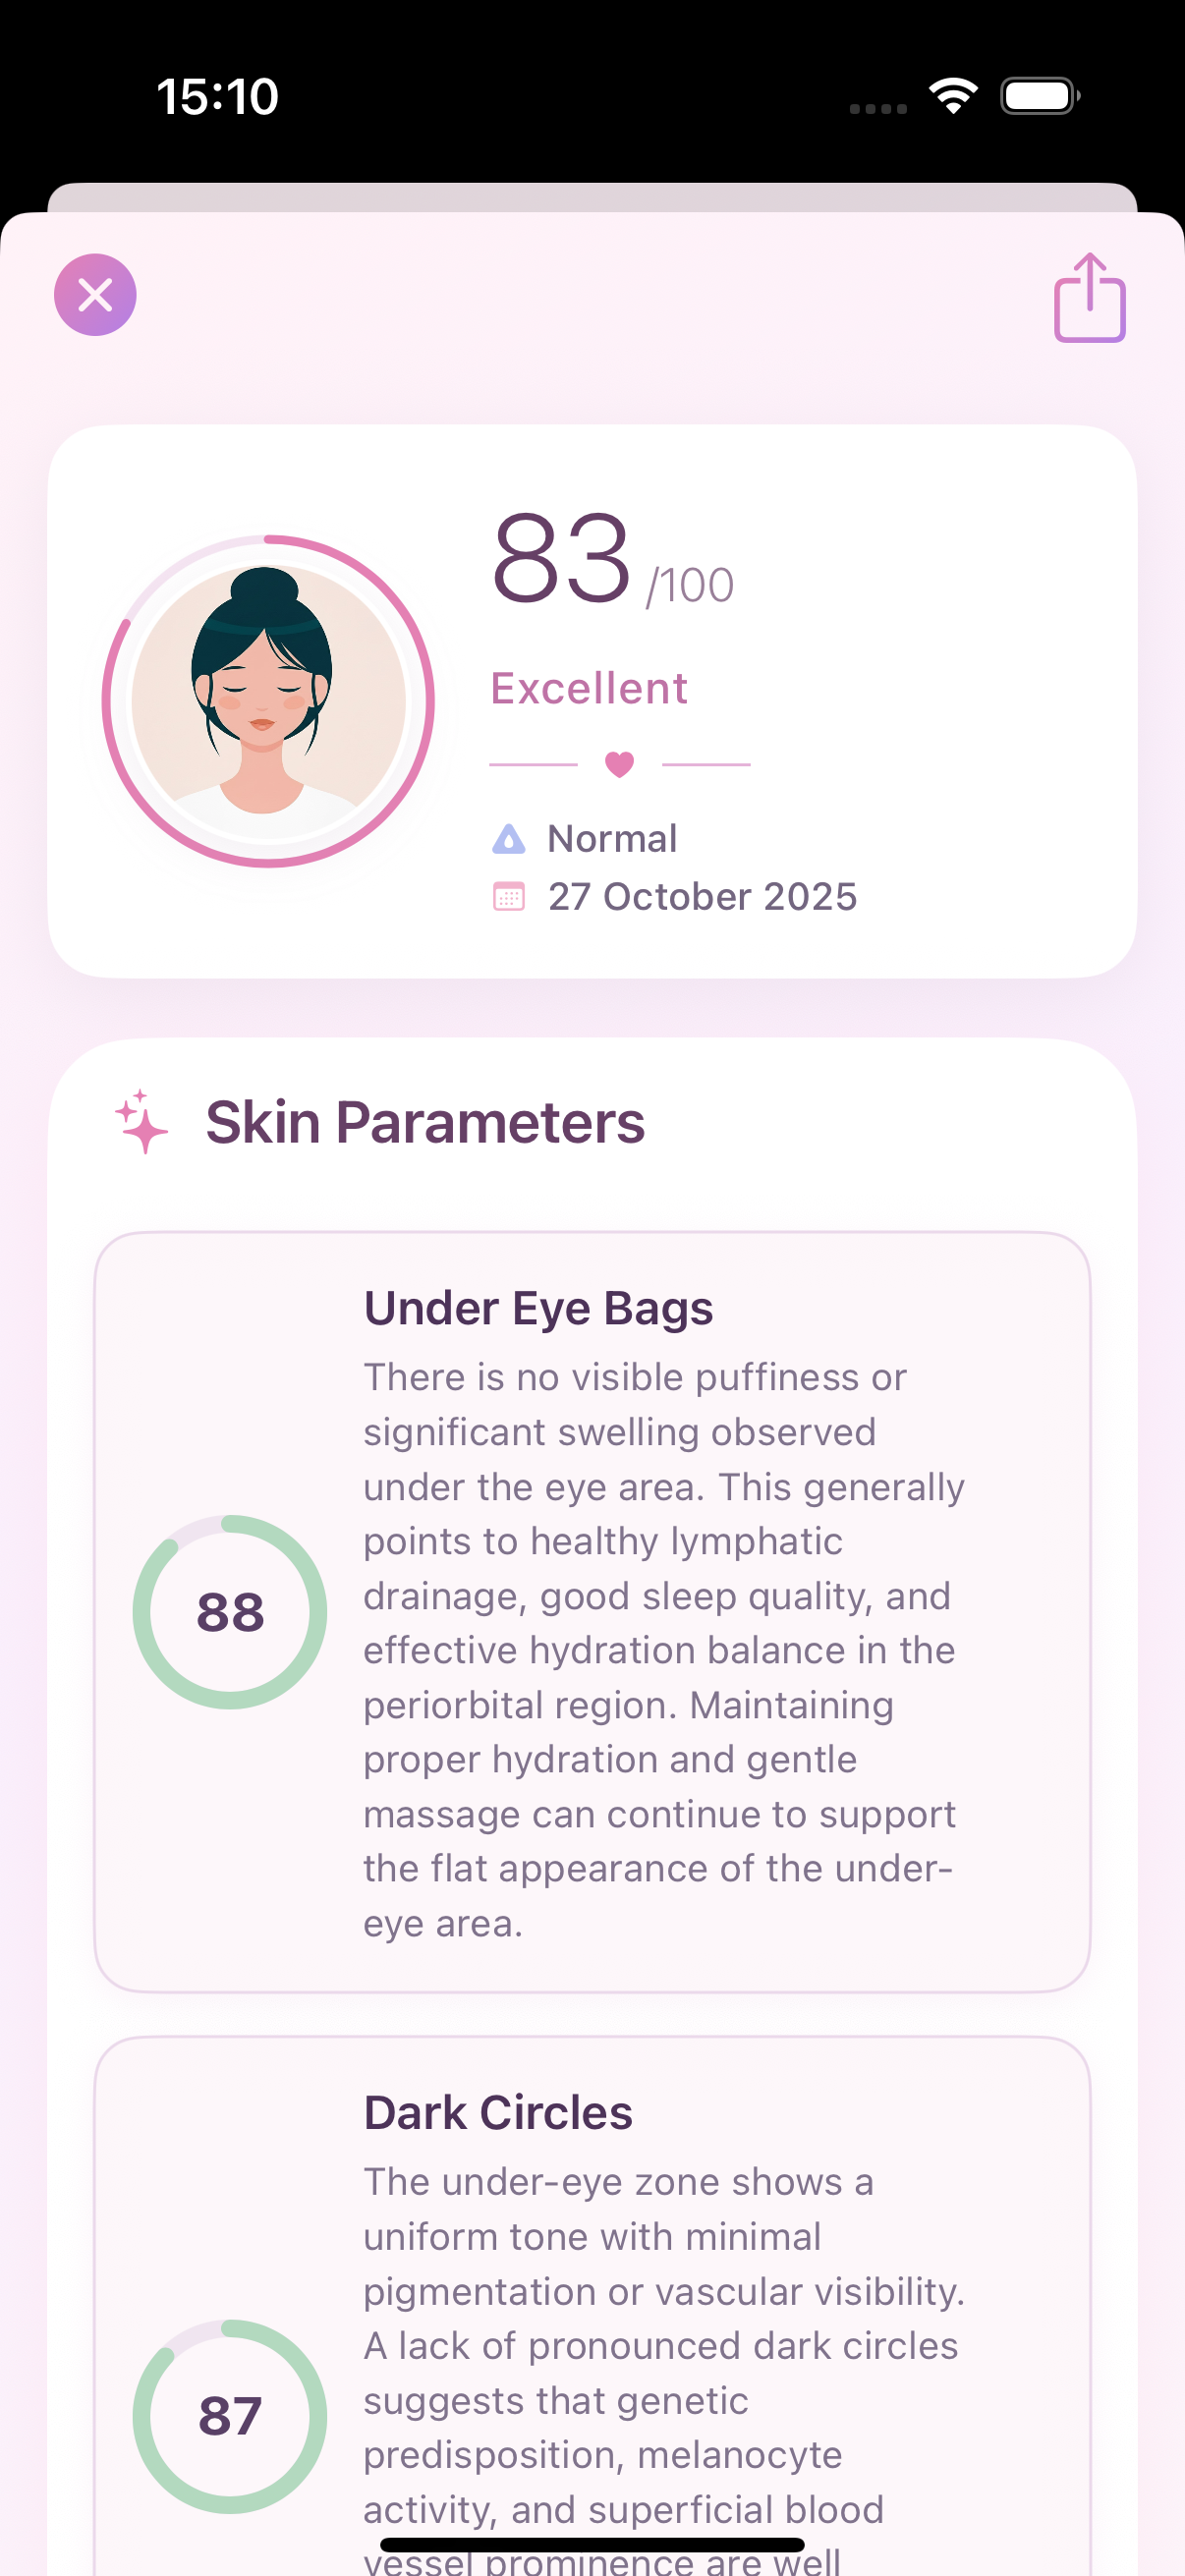 15:10
83 /100
Excellent
Normal
27 October 2025
Skin Parameters
Under Eye Bags
There is no visible puffiness or
significant swelling observed
under the eye area. This generally
points to healthy lymphatic
drainage, good sleep quality, and
effective hydration balance in the
periorbital region. Maintaining
proper hydration and gentle
massage can continue to support
the flat appearance of the under-
eye area.
88
Dark Circles
The under-eye zone shows a
uniform tone with minimal
pigmentation or vascular visibility.
A lack of pronounced dark circles
suggests that genetic
predisposition, melanocyte
activity, and superficial blood
vessel prominence are well
87